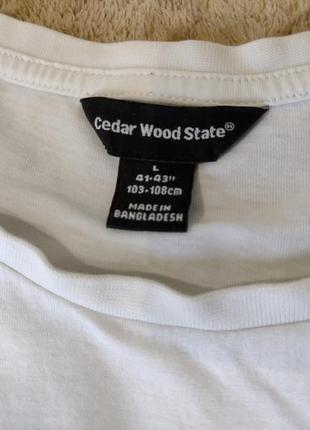 Cedar Wood State®
L
41-43"
103-108cm
MADE IN
BANGLADESH